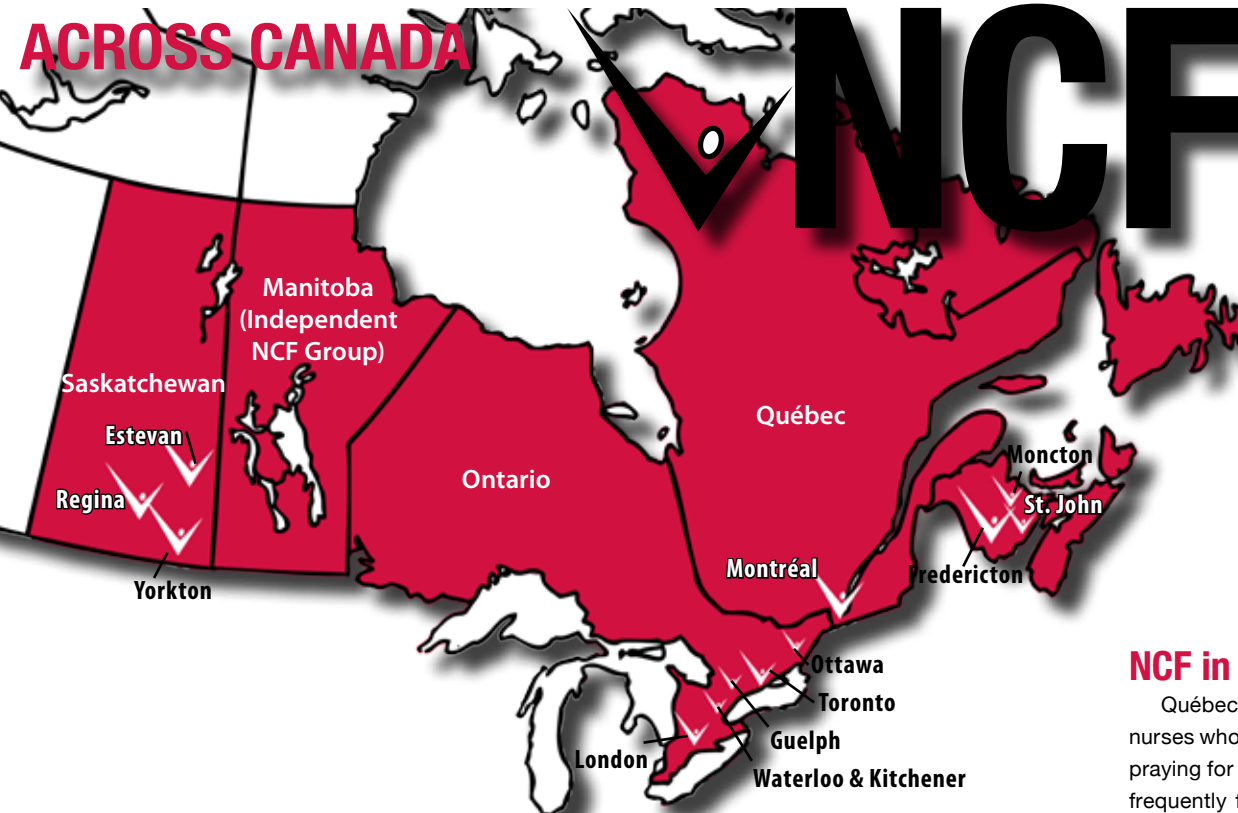 ACROSS CANADA
NCF
Manitoba
(Independent
NCF Group)
Saskatchewan
Estevan
Regina
Yorkton
Ontario
Québec
Montréal
Moncton
St. John
Fredericton
Ottawa
Toronto
Guelph
London
Waterloo & Kitchener
NCF in
Québec
nurses who
praying for
frequently